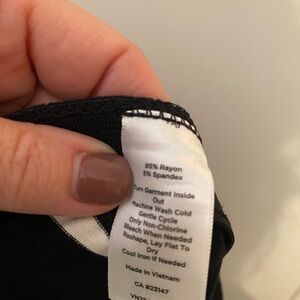 95% Rayon
5% Spandex
Turn Garment Inside
Out
Machine Wash Cold
Gentle Cycle
Only Non-Chlorine
Bleach When Needed
Reshape, Lay Flat To
Dry
Cool Iron If Needed
Made In Vietnam
CA #23147